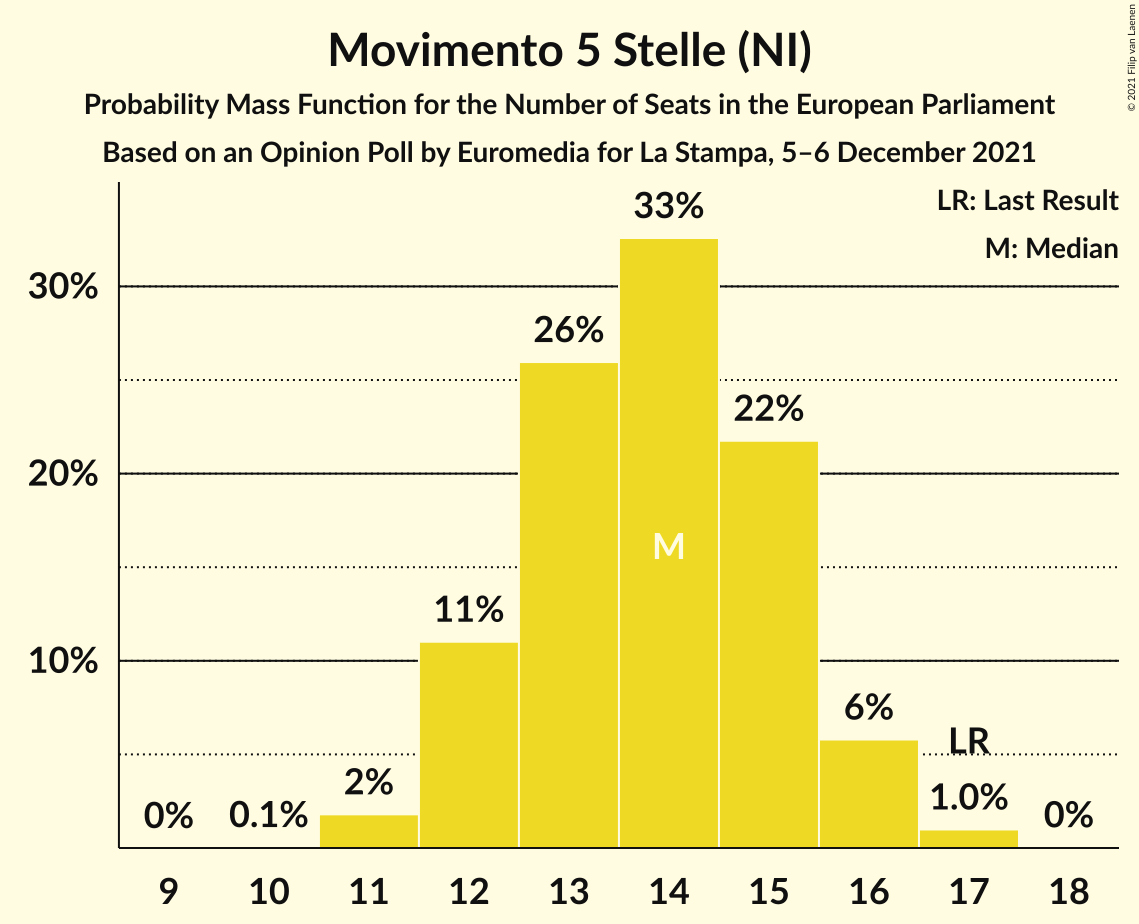 Movimento 5 Stelle (NI)
Probability Mass Function for the Number of Seats in the European Parliament
Based on an Opinion Poll by Euromedia for La Stampa, 5–6 December 2021
© 2021 Filip van Laenen
LR: Last Result
M: Median
30%
20%
10%
0%
0.1%
2%
11%
26%
33%
M
22%
6%
LR
1.0%
0%
9 10 11 12 13 14 15 16 17 18